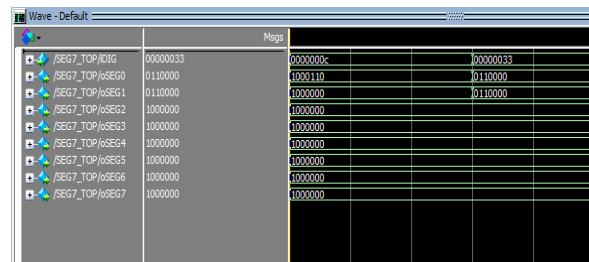 Wave - Default
Msgs
/SEG7_TOP/iDIG 00000033 0000000c 00000033
/SEG7_TOP/oSEG0 0110000 1000110 0110000
/SEG7_TOP/oSEG1 0110000 1000000 0110000
/SEG7_TOP/oSEG2 1000000 1000000
/SEG7_TOP/oSEG3 1000000 1000000
/SEG7_TOP/oSEG4 1000000 1000000
/SEG7_TOP/oSEG5 1000000 1000000
/SEG7_TOP/oSEG6 1000000 1000000
/SEG7_TOP/oSEG7 1000000 1000000